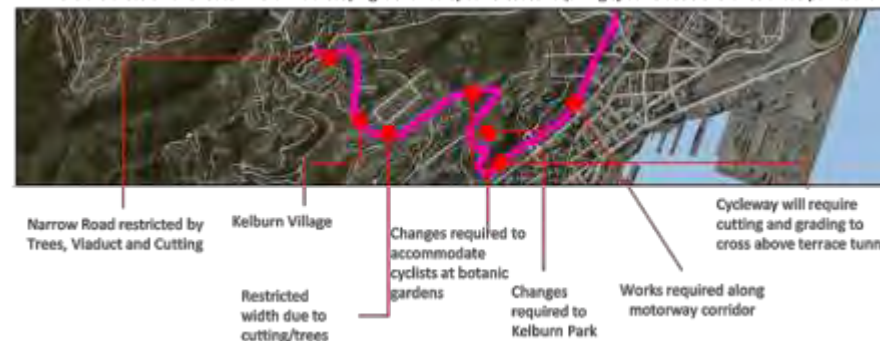 Narrow Road restricted by
Trees, Viaduct and Cutting
Kelburn Village
Restricted
width due to
cutting/trees
Changes required to
accommodate
cyclists at botanic
gardens
Changes
required to
Kelburn Park
Works required along
motorway corridor
Cycleway will require
cutting and grading to
cross above terrace tunn